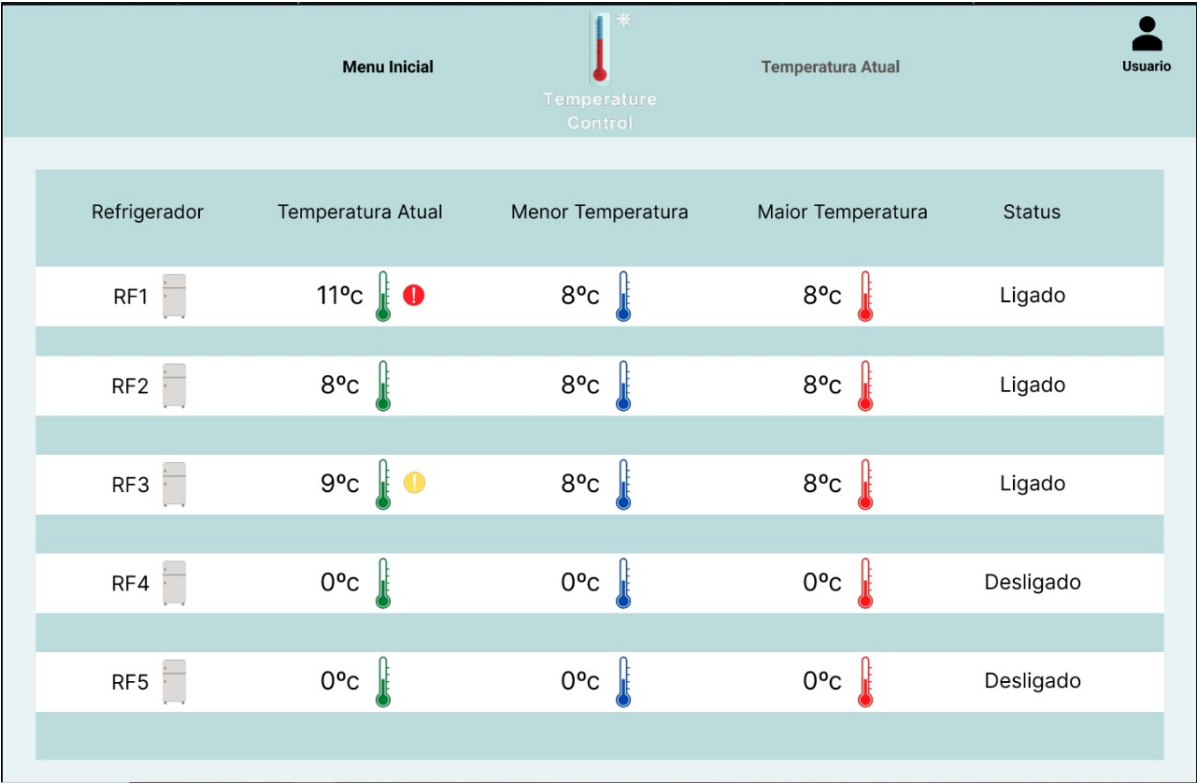 Menu Inicial
Temperature
Control
Temperatura Atual
Usuario
Refrigerador Temperatura Atual Menor Temperatura Maior Temperatura Status
RF1 11ºc ! 8ºc 8ºc Ligado
RF2 8ºc 8ºc 8ºc Ligado
RF3 9ºc ! 8ºc 8ºc Ligado
RF4 0ºc 0ºc 0ºc Desligado
RF5 0ºc 0ºc 0ºc Desligado